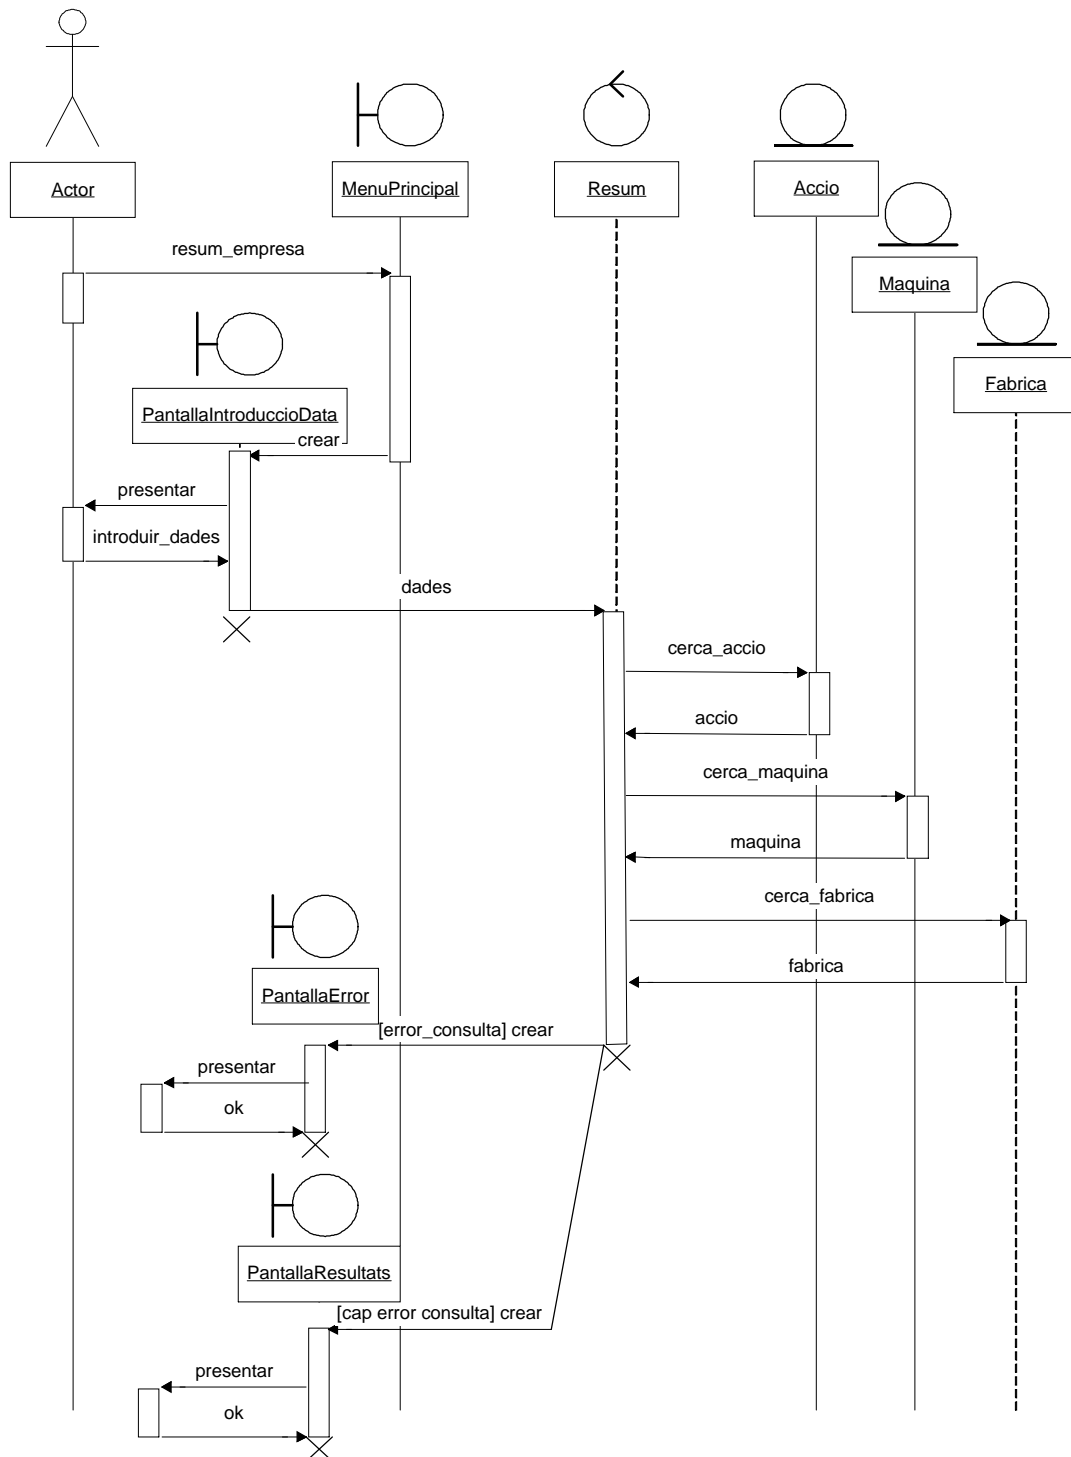 Actor
MenuPrincipal
Resum
Accio
Maquina
Fabrica
resum_empresa
PantallaIntroduccioData
crear
presentar
introduir_dades
dades
cerca_accio
accio
cerca_maquina
maquina
cerca_fabrica
fabrica
PantallaError
[error_consulta] crear
presentar
ok
PantallaResultats
[cap error consulta] crear
presentar
ok